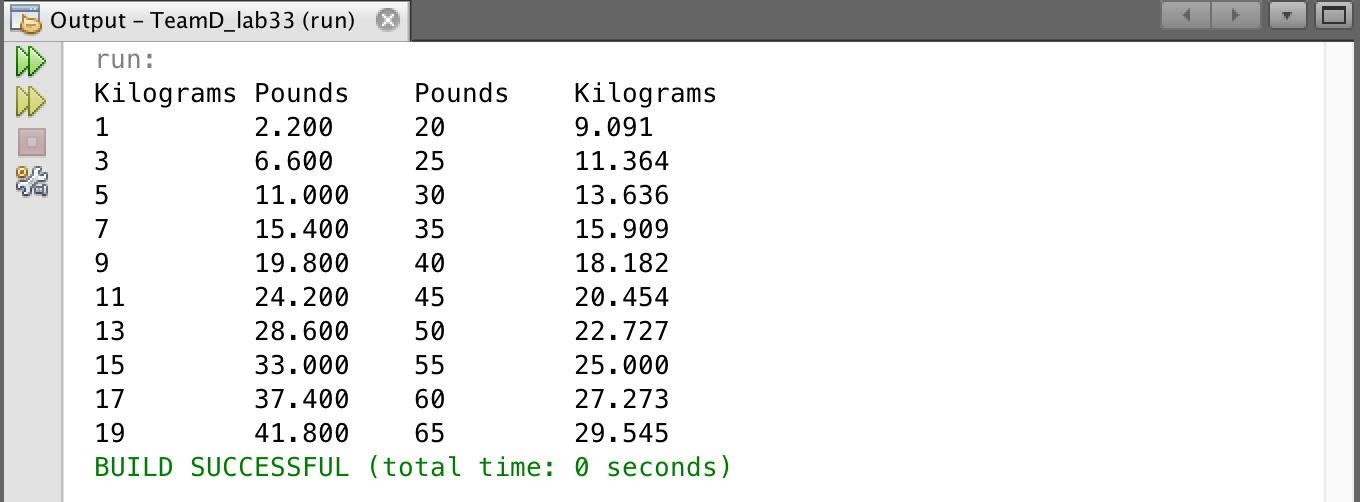 Output – TeamD_lab33 (run)
run:
Kilograms Pounds    Pounds    Kilograms
1         2.200     20        9.091
3         6.600     25        11.364
5         11.000    30        13.636
7         15.400    35        15.909
9         19.800    40        18.182
11        24.200    45        20.454
13        28.600    50        22.727
15        33.000    55        25.000
17        37.400    60        27.273
19        41.800    65        29.545
BUILD SUCCESSFUL (total time: 0 seconds)